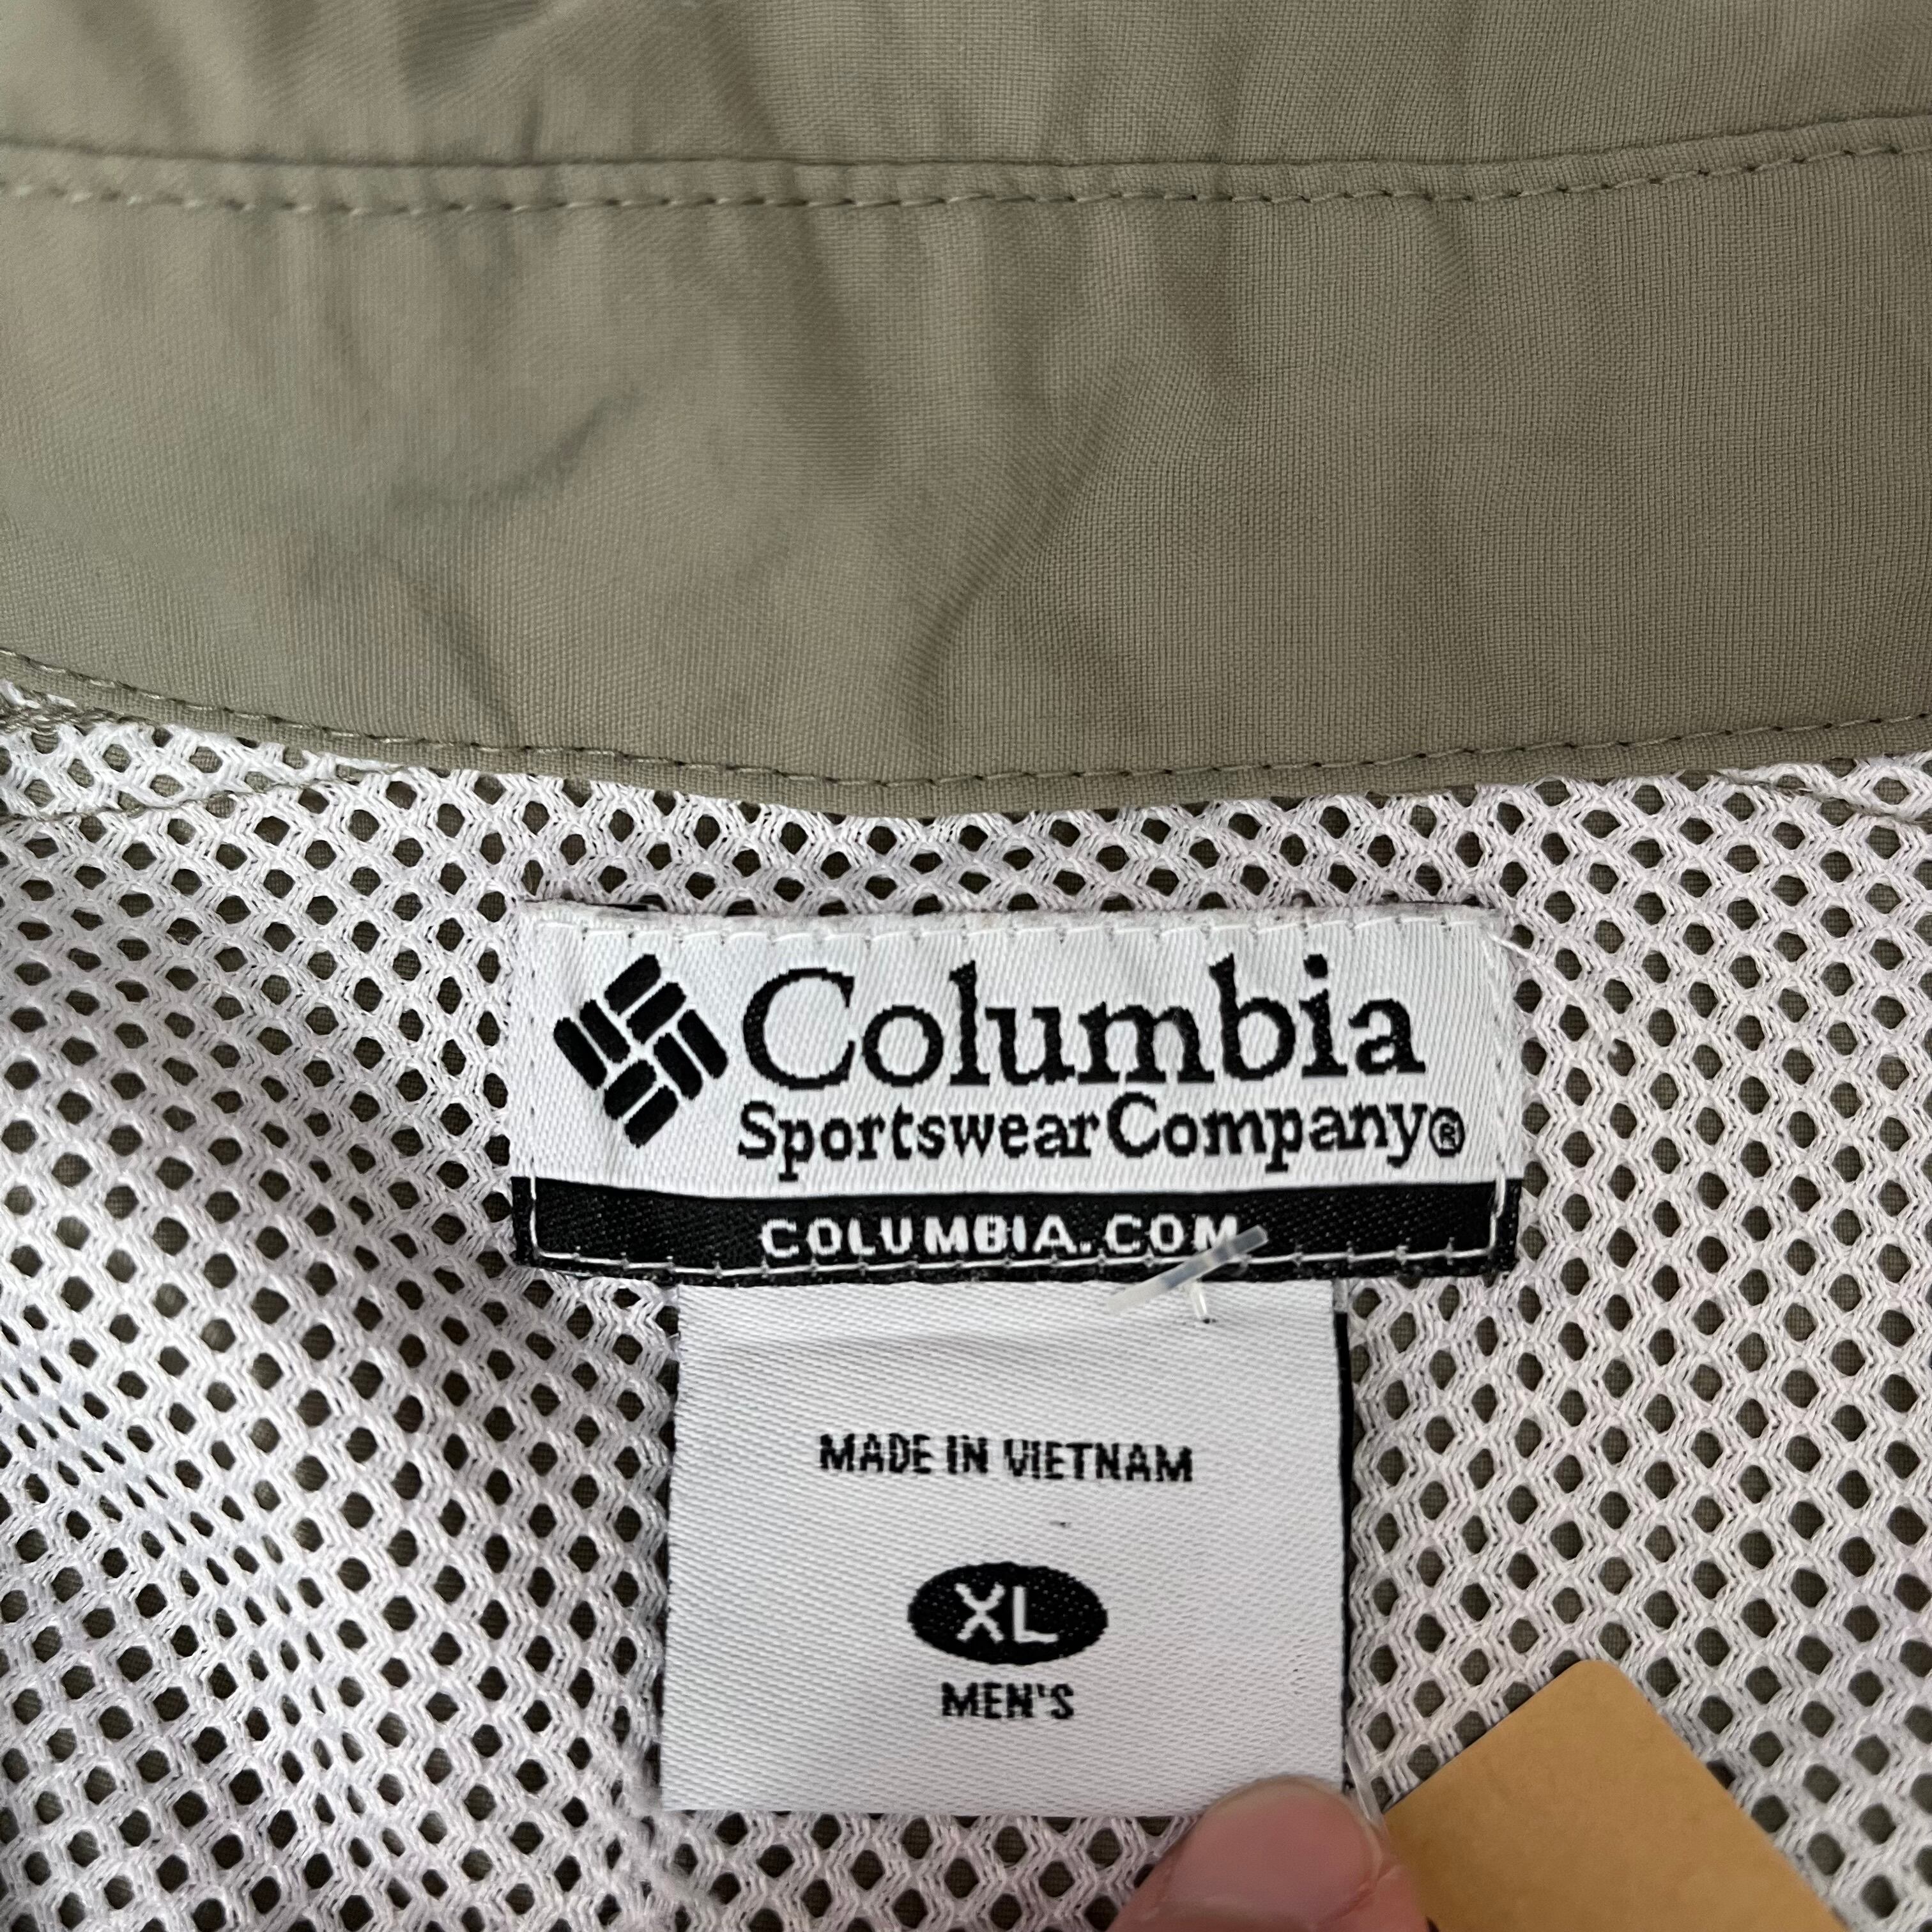 Columbia
Sportswear Company®
COLUMBIA.COM
MADE IN VIETNAM
XL
MEN'S